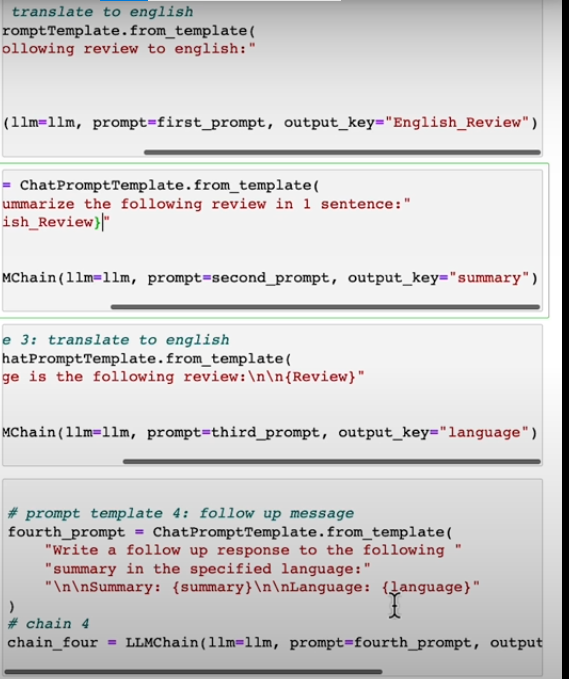 translate to english
romptTemplate.from_template(
ollowing review to english:"
(llm=llm, prompt=first_prompt, output_key="English_Review")
= ChatPromptTemplate.from_template(
ummarize the following review in 1 sentence:"
ish_Review}"
MChain(llm=llm, prompt=second_prompt, output_key="summary")
e 3: translate to english
hatPromptTemplate.from_template(
ge is the following review:\n\n{Review}"
MChain(llm=llm, prompt=third_prompt, output_key="language")
# prompt template 4: follow up message
fourth_prompt = ChatPromptTemplate.from_template(
"Write a follow up response to the following "
"summary in the specified language:"
"\n\nSummary: {summary}\n\nLanguage: {language}"
)
# chain 4
chain_four = LLMChain(llm=llm, prompt=fourth_prompt, output